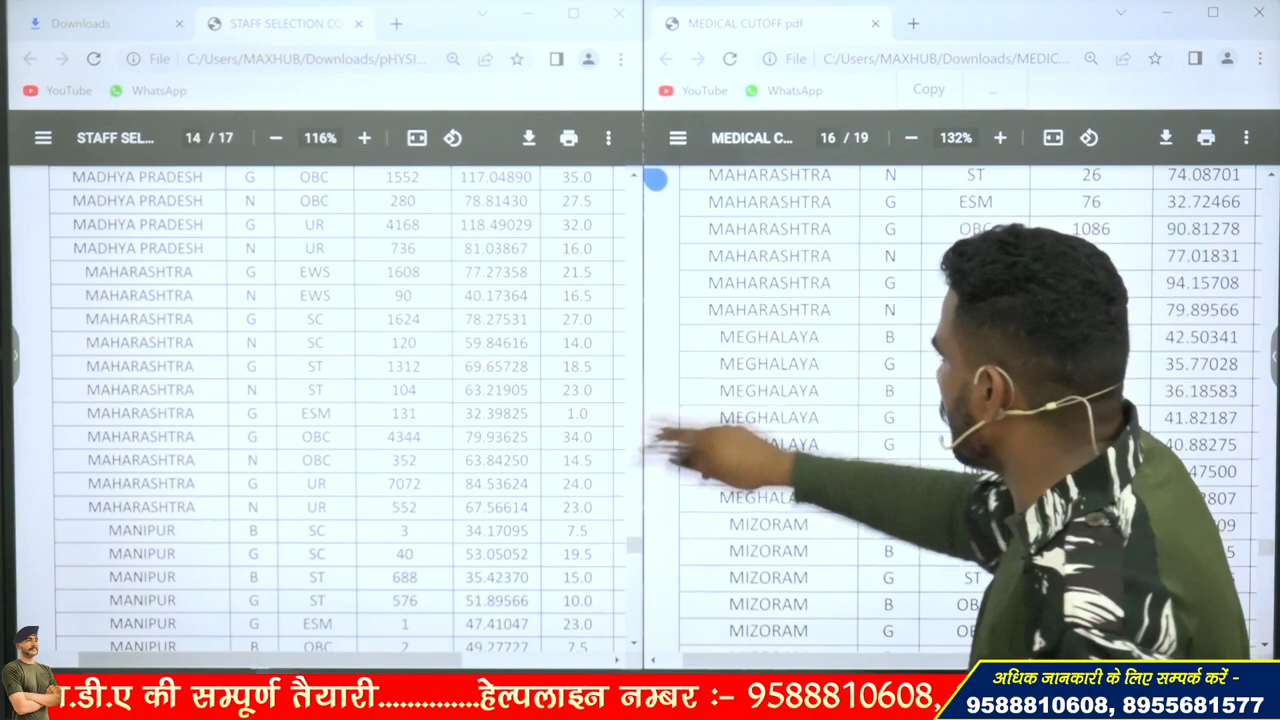 Downloads
STAFF SELECTION CO
File C:/Users/MAXHUB/Downloads/pHYSI...
YouTube WhatsApp
STAFF SEL... 14 / 17 116%
MADHYA PRADESH G OBC 1552 117.04890 35.0
MADHYA PRADESH N OBC 280 78.81430 27.5
MADHYA PRADESH G UR 4168 118.49029 32.0
MADHYA PRADESH N UR 736 81.03867 16.0
MAHARASHTRA G EWS 1608 77.27358 21.5
MAHARASHTRA N EWS 90 40.17364 16.5
MAHARASHTRA G SC 1624 78.27531 27.0
MAHARASHTRA N SC 120 59.84616 14.0
MAHARASHTRA G ST 1312 69.65728 18.5
MAHARASHTRA N ST 104 63.21905 23.0
MAHARASHTRA G ESM 131 32.39825 1.0
MAHARASHTRA G OBC 4344 79.93625 34.0
MAHARASHTRA N OBC 352 63.84250 14.5
MAHARASHTRA G UR 7072 84.53624 24.0
MAHARASHTRA N UR 552 67.56614 23.0
MANIPUR B SC 3 34.17095 7.5
MANIPUR G SC 40 53.05052 19.5
MANIPUR B ST 688 35.42370 15.0
MANIPUR G ST 576 51.89566 10.0
MANIPUR G ESM 1 47.41047 23.0
MANIPUR B OBC 2 49.27727 7.5
MEDICAL CUTOFF pdf
File C:/Users/MAXHUB/Downloads/MEDIC...
YouTube WhatsApp Copy ...
MEDICAL C... 16 / 19 132%
MAHARASHTRA N ST 26 74.08701
MAHARASHTRA G ESM 76 32.72466
MAHARASHTRA G OBC 1086 90.81278
MAHARASHTRA N 77.01831
MAHARASHTRA G 94.15708
MAHARASHTRA N 79.89566
MEGHALAYA B 42.50341
MEGHALAYA G 35.77028
MEGHALAYA B 36.18583
MEGHALAYA G 41.82187
G 40.88275
MIZORAM
MIZORAM B
MIZORAM G ST
MIZORAM B
MIZORAM G
.डी.ए की सम्पूर्ण तैयारी..............हेल्पलाइन नम्बर :- 9588810608,
अधिक जानकारी के लिए सम्पर्क करें -
9588810608, 8955681577